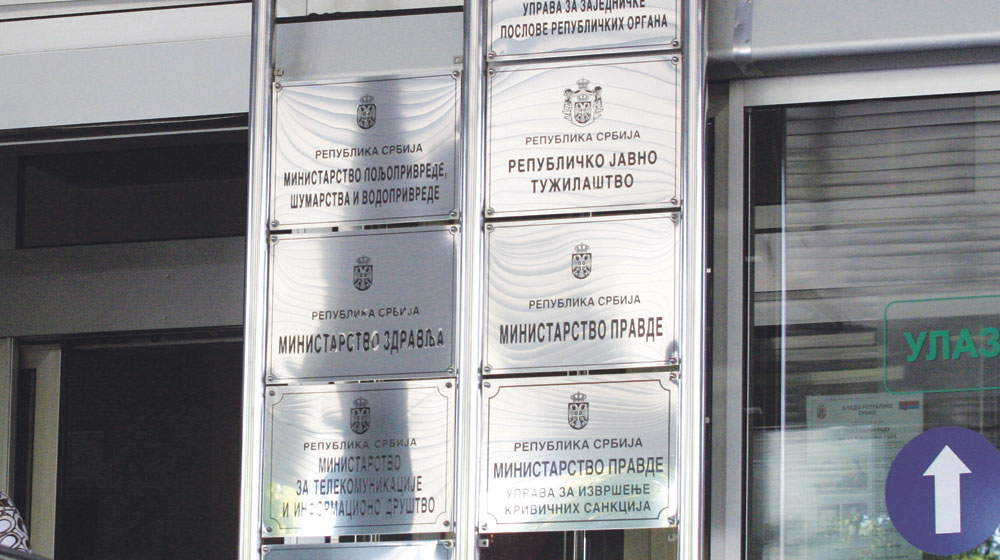 УПРАВА ЗА ЗАЈЕДНИЧКЕ
ПОСЛОВЕ РЕПУБЛИЧКИХ ОРГАНА
РЕПУБЛИКА СРБИЈА
МИНИСТАРСТВО ПОЉОПРИВРЕДЕ,
ШУМАРСТВА И ВОДОПРИВРЕДЕ
РЕПУБЛИКА СРБИЈА
РЕПУБЛИЧКО ЈАВНО
ТУЖИЛАШТВО
РЕПУБЛИКА СРБИЈА
МИНИСТАРСТВО ЗДРАВЉА
РЕПУБЛИКА СРБИЈА
МИНИСТАРСТВО ПРАВДЕ
РЕПУБЛИКА СРБИЈА
МИНИСТАРСТВО
ЗА ТЕЛЕКОМУНИКАЦИЈЕ
И ИНФОРМАЦИОНО ДРУШТВО
РЕПУБЛИКА СРБИЈА
МИНИСТАРСТВО ПРАВДЕ
УПРАВА ЗА ИЗВРШЕЊЕ
КРИВИЧНИХ САНКЦИЈА
УЛАЗ